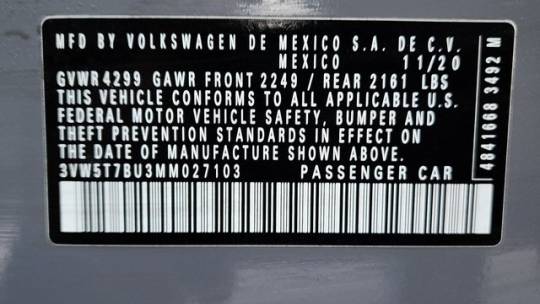 MFD BY VOLKSWAGEN DE MEXICO S.A. DE C.V.
MEXICO 11/20
GVWR 4299 GAWR FRONT 2249 / REAR 2161 LBS
THIS VEHICLE CONFORMS TO ALL APPLICABLE U.S.
FEDERAL MOTOR VEHICLE SAFETY, BUMPER AND
THEFT PREVENTION STANDARDS IN EFFECT ON
THE DATE OF MANUFACTURE SHOWN ABOVE.
3VW5T7BU3MM027103 PASSENGER CAR
4841668 3492 M